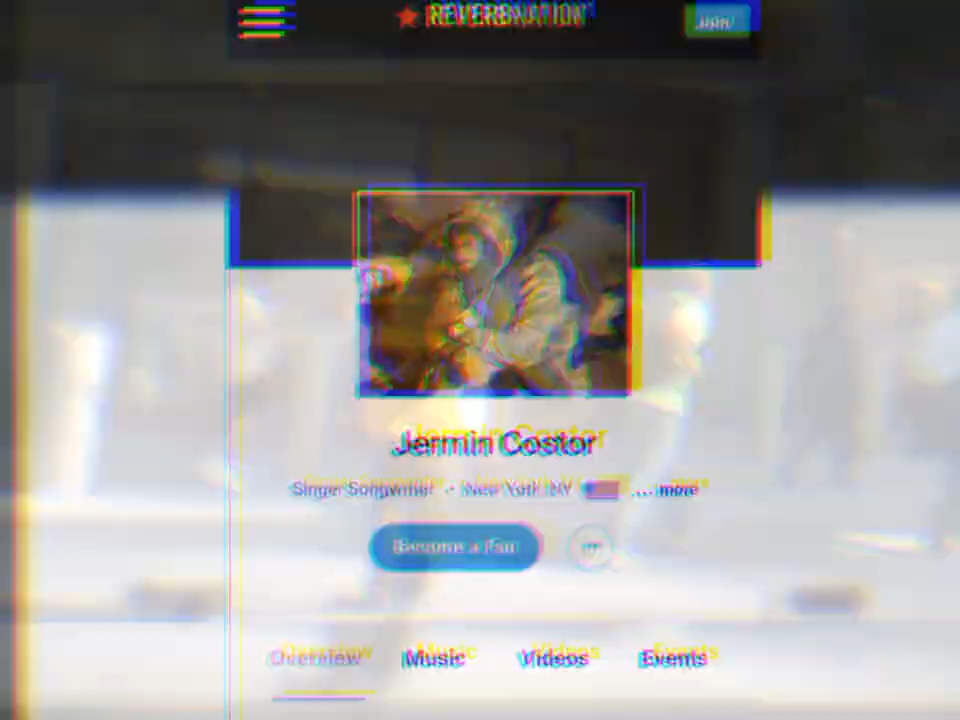 REVERBNATION
Join
Jermin Costor
Singer Songwriter • New York, NY ... more
Become a Fan
Overview Music Videos Events